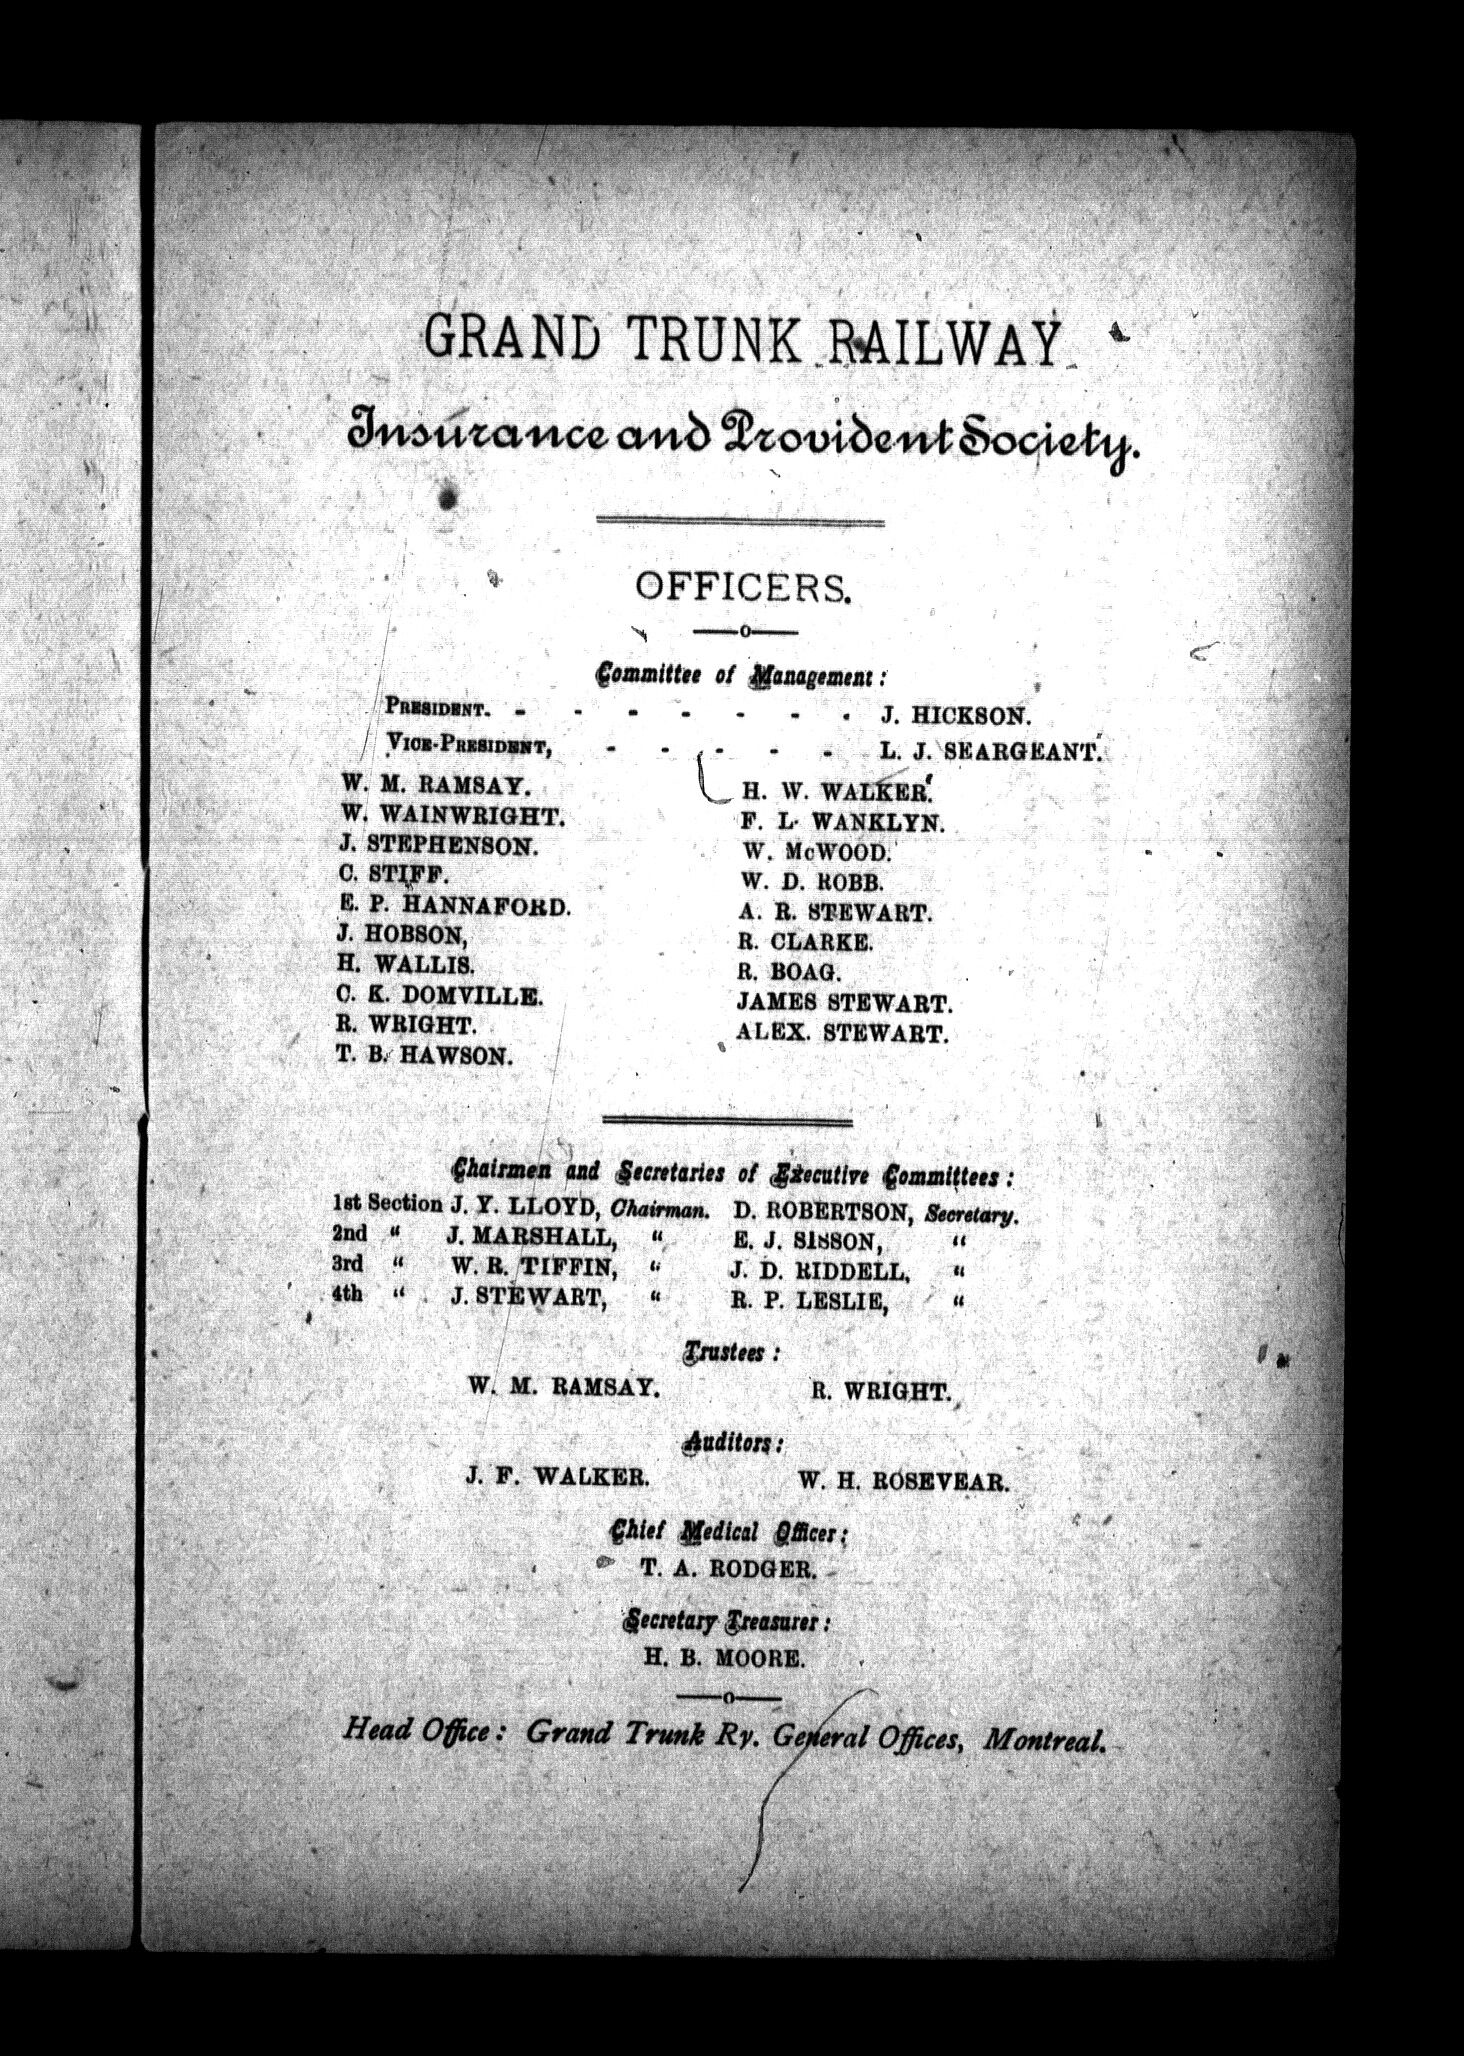 GRAND TRUNK RAILWAY
Insurance and Provident Society.
OFFICERS.
Committee of Management:
PRESIDENT. - - - - - - - J. HICKSON.
VICE-PRESIDENT, - - - - - L. J. SEARGEANT.
W. M. RAMSAY. H. W. WALKER.
W. WAINWRIGHT. F. L. WANKLYN.
J. STEPHENSON. W. McWOOD.
C. STIFF. W. D. ROBB.
E. P. HANNAFORD. A. R. STEWART.
J. HOBSON, R. CLARKE.
H. WALLIS. R. BOAG.
C. K. DOMVILLE. JAMES STEWART.
R. WRIGHT. ALEX. STEWART.
T. B. HAWSON.
Chairmen and Secretaries of Executive Committees:
1st Section J. Y. LLOYD, Chairman. D. ROBERTSON, Secretary.
2nd " J. MARSHALL, " E. J. SISSON, "
3rd " W. R. TIFFIN, " J. D. RIDDELL, "
4th " J. STEWART, " R. P. LESLIE, "
Trustees:
W. M. RAMSAY. R. WRIGHT.
Auditors:
J. F. WALKER. W. H. ROSEVEAR.
Chief Medical Officer:
T. A. RODGER.
Secretary Treasurer:
H. B. MOORE.
Head Office: Grand Trunk Ry. General Offices, Montreal.